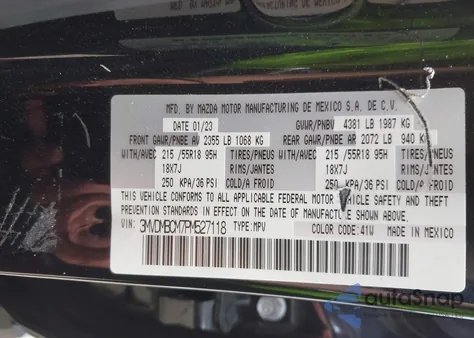 MFD. BY MAZDA MOTOR MANUFACTURING DE MEXICO S.A. DE C.V.
DATE 01/23 GVWR/PNBV 4381 LB 1987 KG
FRONT GAWR/PNBE AV 2355 LB 1068 KG REAR GAWR/PNBE AR 2072 LB 940 KG
WITH/AVEC 215 /55R18 95H TIRES/PNEUS WITH/AVEC 215 /55R18 95H TIRES/PNEUS
18X7J RIMS/JANTES 18X7J RIMS/JANTES
250 KPA/36 PSI COLD/A FROID 250 KPA/36 PSI COLD/A FROID
THIS VEHICLE CONFORMS TO ALL APPLICABLE FEDERAL MOTOR VEHICLE SAFETY AND THEFT
PREVENTION STANDARDS IN EFFECT ON THE DATE OF MANUFACTURE SHOWN ABOVE.
VIN: 3MVDMBCM7PM527118 TYPE: MPV COLOR CODE: 41W MADE IN MEXICO
autoSnap